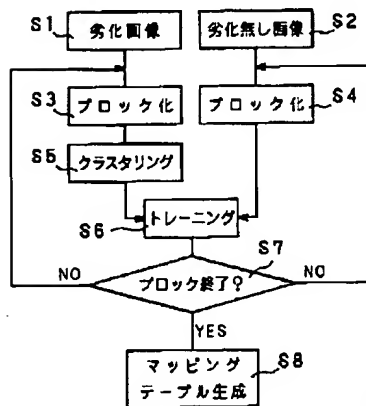 S1
劣化画像
劣化無し画像
S2
S3
ブロック化
ブロック化
S4
S5
クラスタリング
トレーニング
S6
S7
NO
ブロック終了?
NO
YES
マッピング
テーブル生成
S8